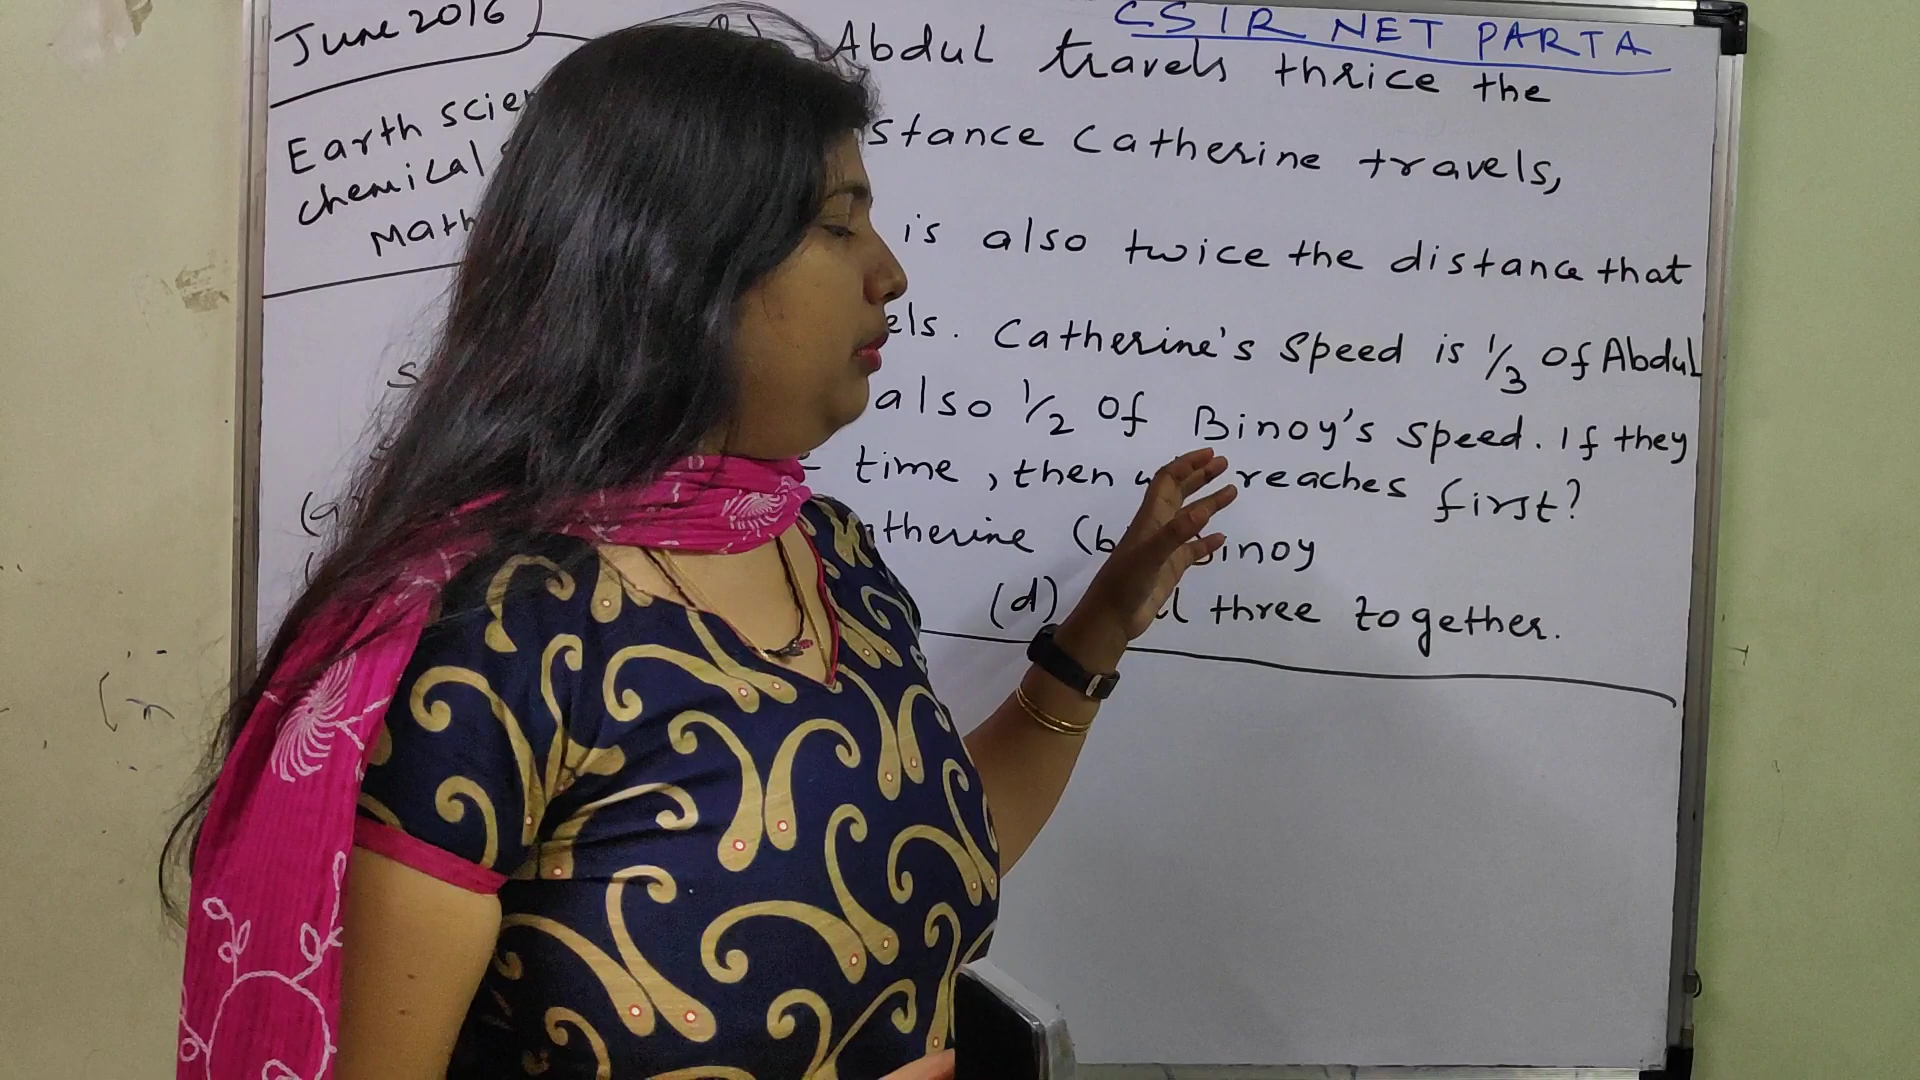 June 2016
CSIR NET PART A
Abdul travels thrice the
Earth scien
stance Catherine travels,
chemical
Math
is also twice the distance that
els. Catherine's Speed is 1/3 of Abdul
also 1/2 of Binoy's speed. If they
time, then reaches first?
(a
atherine (b) Binoy
(d) three together.
(n